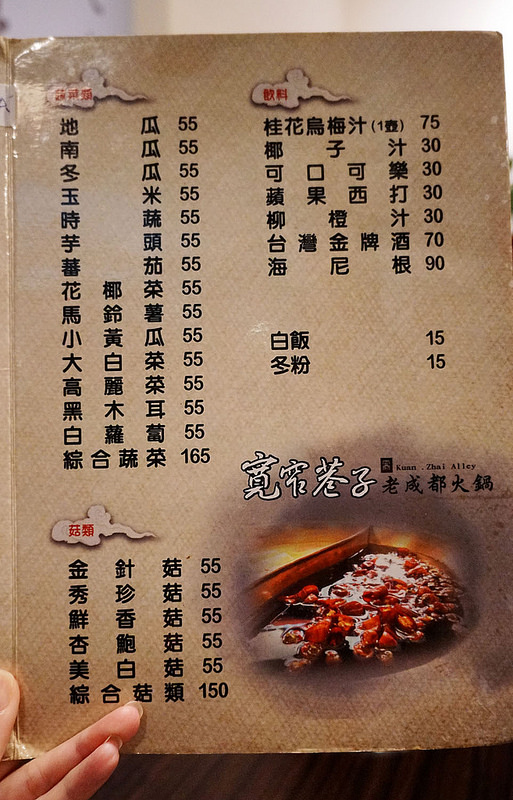 蔬菜類
地瓜 55
南瓜 55
冬瓜 55
玉米 55
時蔬 55
芋頭 55
蕃茄 55
花椰菜 55
馬鈴薯 55
小黃瓜 55
大白菜 55
高麗菜 55
黑木耳 55
白蘿蔔 55
綜合蔬菜 165
菇類
金針菇 55
秀珍菇 55
鮮香菇 55
杏鮑菇 55
美白菇 55
綜合菇類 150
飲料
桂花烏梅汁(1壺) 75
椰子汁 30
可口可樂 30
蘋果西打 30
柳橙汁 30
台灣金牌酒 70
海尼根 90
白飯 15
冬粉 15
寬窄巷子
Kuan . Zhai Alley
老成都火鍋